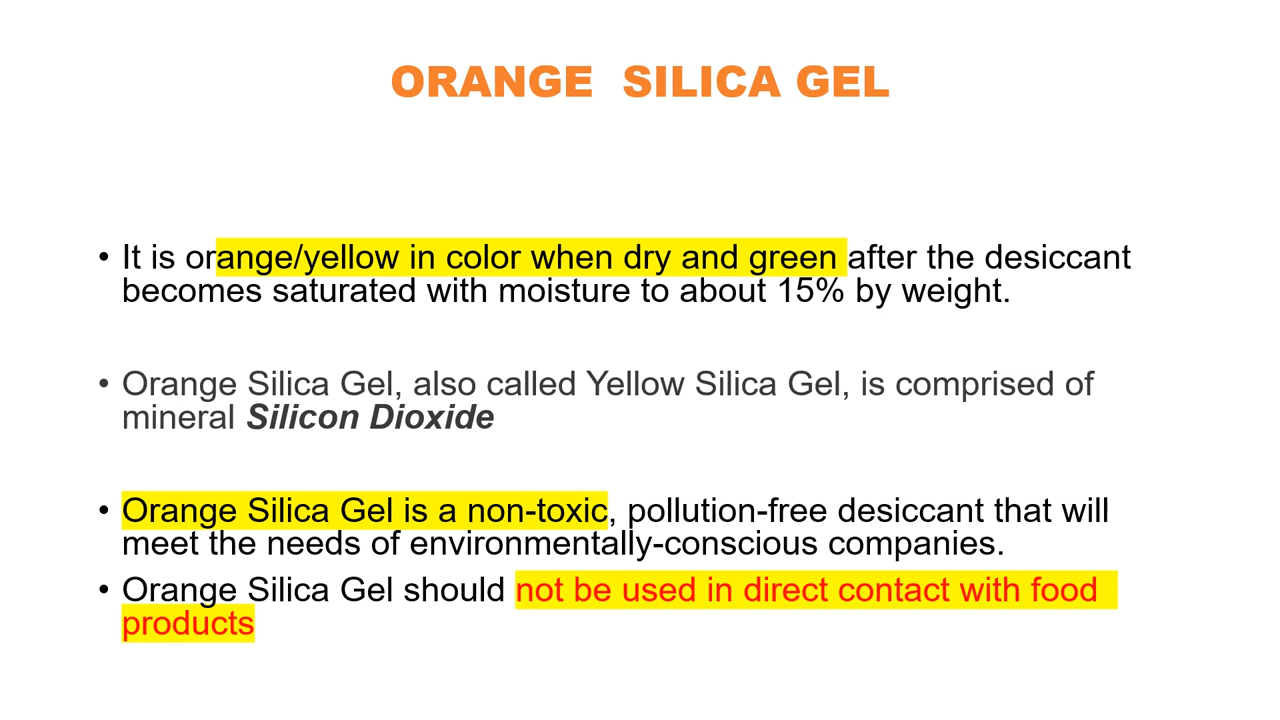 ORANGE  SILICA GEL
• It is orange/yellow in color when dry and green after the desiccant
becomes saturated with moisture to about 15% by weight.
• Orange Silica Gel, also called Yellow Silica Gel, is comprised of
mineral Silicon Dioxide
• Orange Silica Gel is a non-toxic, pollution-free desiccant that will
meet the needs of environmentally-conscious companies.
• Orange Silica Gel should not be used in direct contact with food
products